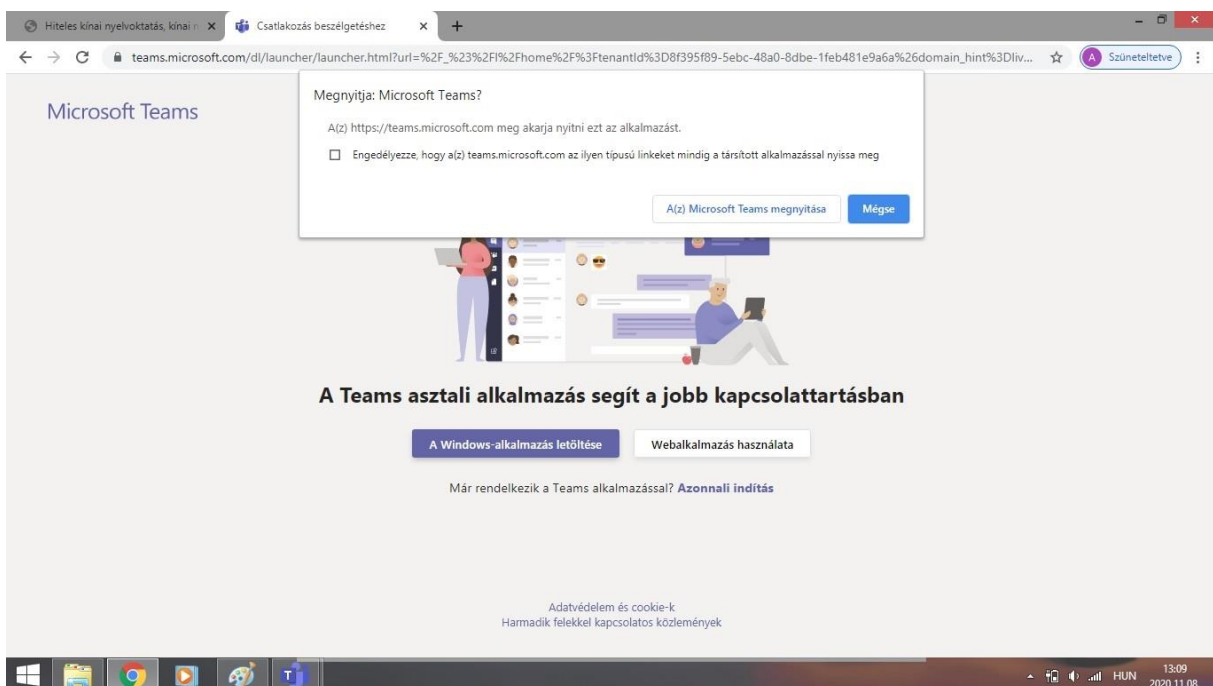 Hiteles kínai nyelvoktatás, kínai n
Csatlakozás beszélgetéshez
teams.microsoft.com/dl/launcher/launcher.html?url=%2F_%23%2Fl%2Fhome%2F%3FtenantId%3D8f395f89-5ebc-48a0-8dbe-1feb481e9a6a%26domain_hint%3Dliv...
A
Szüneteltetve
Microsoft Teams
Megnyitja: Microsoft Teams?
A(z) https://teams.microsoft.com meg akarja nyitni ezt az alkalmazást.
Engedélyezze, hogy a(z) teams.microsoft.com az ilyen típusú linkeket mindig a társított alkalmazással nyissa meg
A(z) Microsoft Teams megnyitása
Mégse
A Teams asztali alkalmazás segít a jobb kapcsolattartásban
A Windows-alkalmazás letöltése
Webalkalmazás használata
Már rendelkezik a Teams alkalmazással? Azonnali indítás
Adatvédelem és cookie-k
Harmadik felekkel kapcsolatos közlemények
HUN
13:09
2020.11.08.